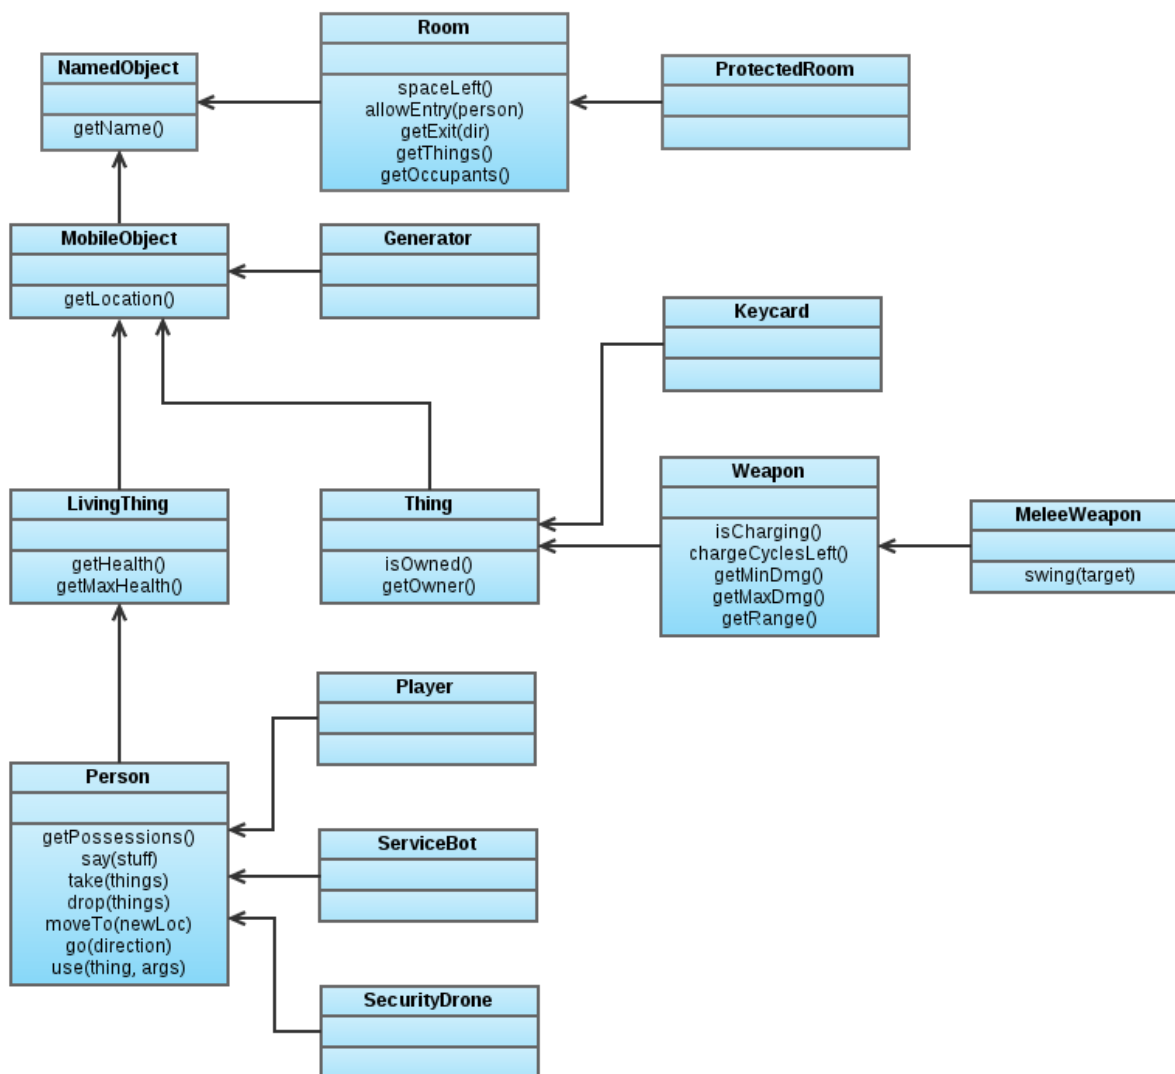 Room
spaceLeft()
allowEntry(person)
getExit(dir)
getThings()
getOccupants()
NamedObject
getName()
ProtectedRoom
MobileObject
getLocation()
Generator
Keycard
LivingThing
getHealth()
getMaxHealth()
Thing
isOwned()
getOwner()
Weapon
isCharging()
chargeCyclesLeft()
getMinDmg()
getMaxDmg()
getRange()
MeleeWeapon
swing(target)
Player
Person
getPossessions()
say(stuff)
take(things)
drop(things)
moveTo(newLoc)
go(direction)
use(thing, args)
ServiceBot
SecurityDrone